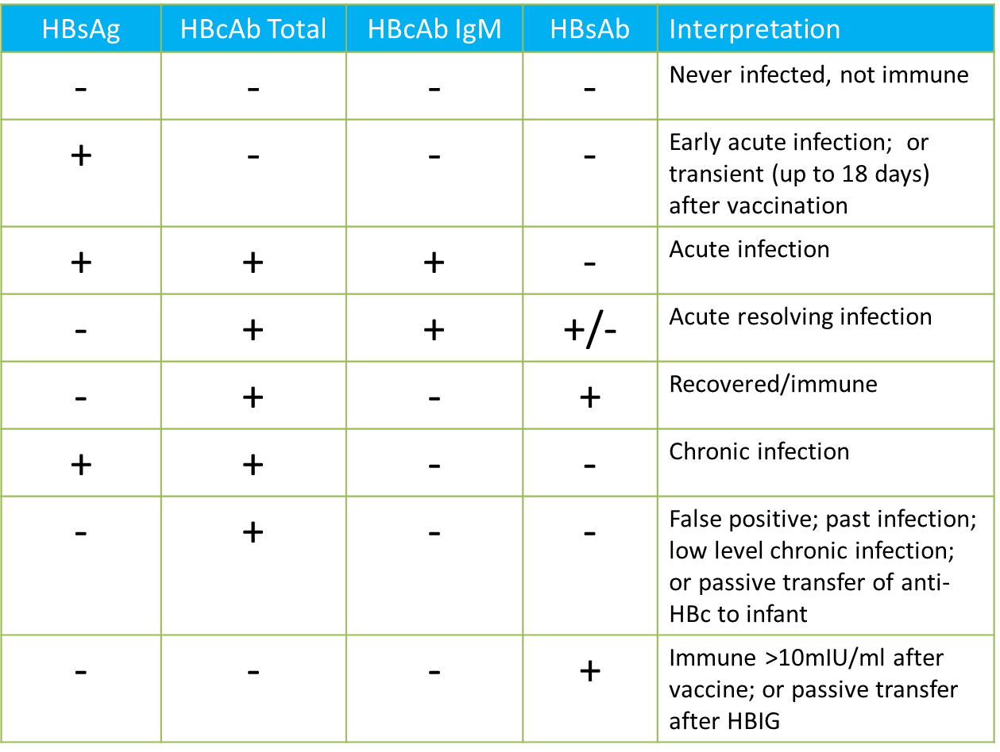 HBsAg HBcAb Total HBcAb IgM HBsAb Interpretation
- - - - Never infected, not immune
+ - - - Early acute infection; or
transient (up to 18 days)
after vaccination
+ + + - Acute infection
- + + +/- Acute resolving infection
- + - + Recovered/immune
+ + - - Chronic infection
- + - - False positive; past infection;
low level chronic infection;
or passive transfer of anti-
HBc to infant
- - - + Immune >10mIU/ml after
vaccine; or passive transfer
after HBIG